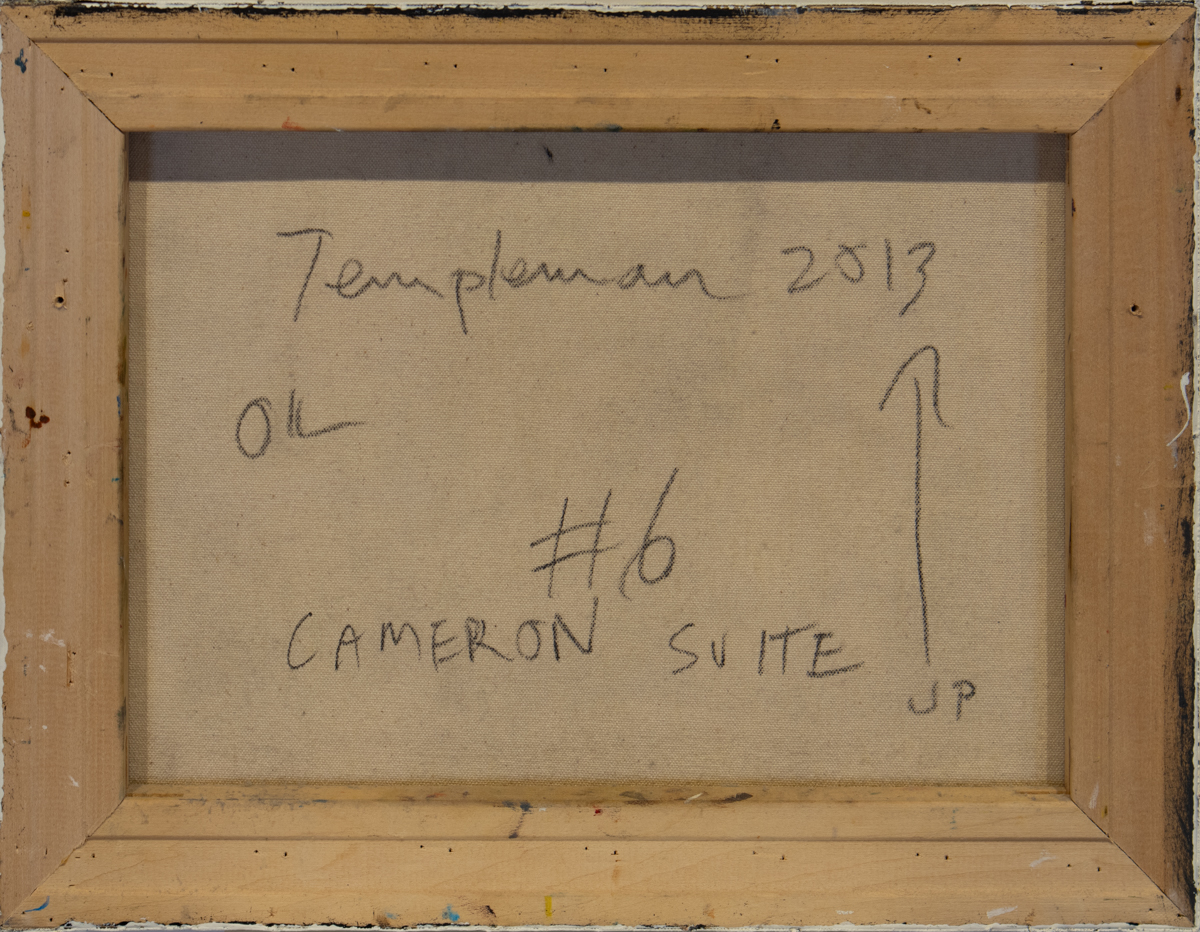 Templeman 2013
OIL
#6
CAMERON SUITE
UP